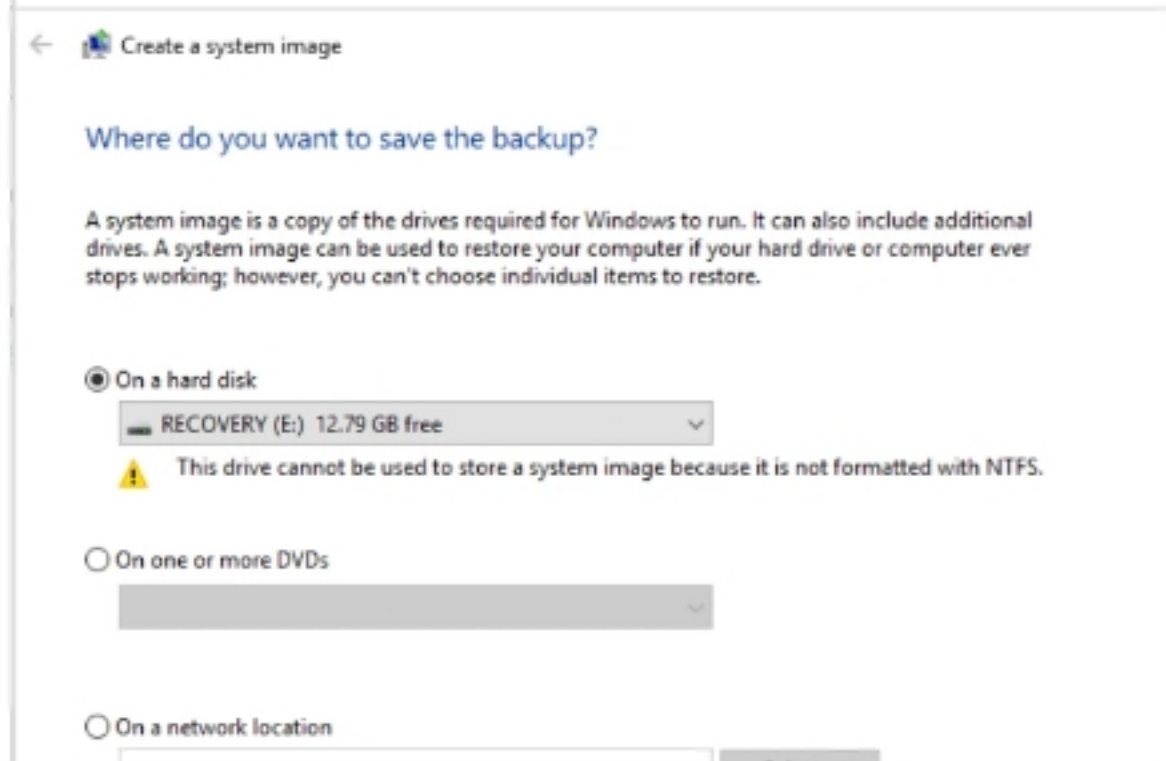 Create a system image
Where do you want to save the backup?
A system image is a copy of the drives required for Windows to run. It can also include additional
drives. A system image can be used to restore your computer if your hard drive or computer ever
stops working; however, you can't choose individual items to restore.
On a hard disk
RECOVERY (E:) 12.79 GB free
This drive cannot be used to store a system image because it is not formatted with NTFS.
On one or more DVDs
On a network location